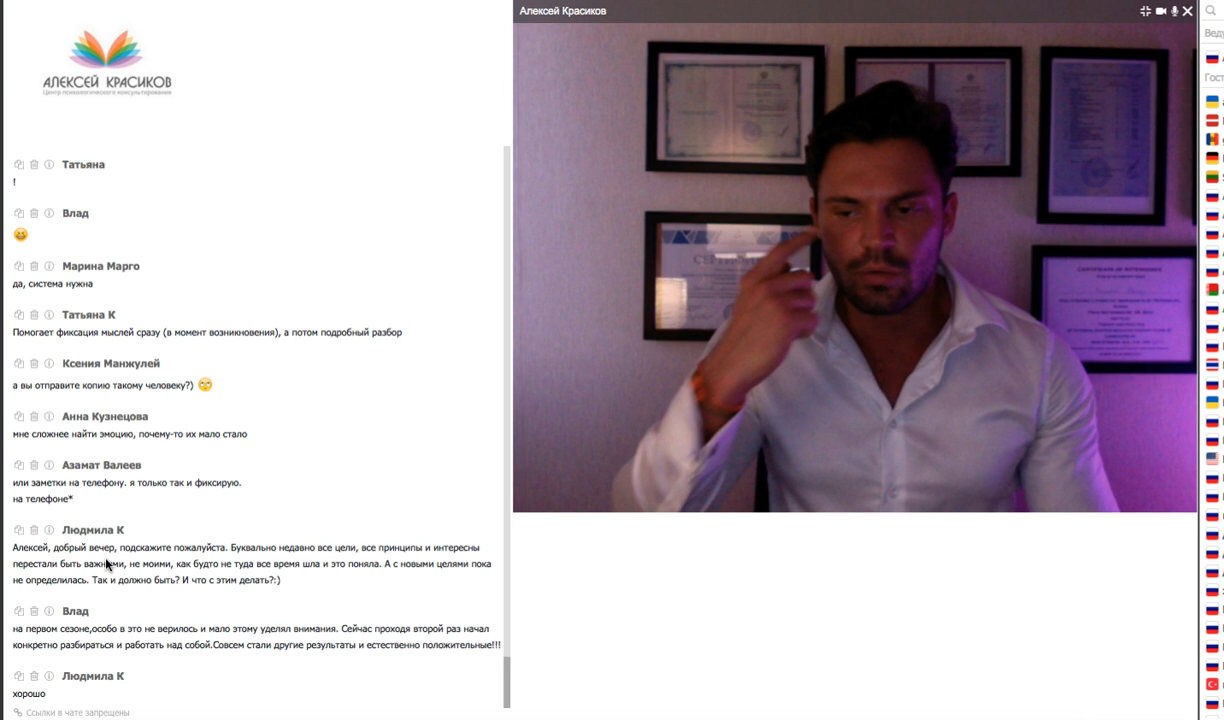 АЛЕКСЕЙ КРАСИКОВ
Центр психологического консультирования
Татьяна
!
Влад
Марина Марго
да, система нужна
Татьяна К
Помогает фиксация мыслей сразу (в момент возникновения), а потом подробный разбор
Ксения Манжулей
а вы отправите копию такому человеку?)
Анна Кузнецова
мне сложнее найти эмоцию, почему-то их мало стало
Азамат Валеев
или заметки на телефону. я только так и фиксирую.
на телефоне*
Людмила К
Алексей, добрый вечер, подскажите пожалуйста. Буквально недавно все цели, все принципы и интересны
перестали быть важными, не моими, как будто не туда все время шла и это поняла. А с новыми целями пока
не определилась. Так и должно быть? И что с этим делать?:)
Влад
на первом сезоне,особо в это не верилось и мало этому уделял внимания. Сейчас проходя второй раз начал
конкретно разбираться и работать над собой.Совсем стали другие результаты и естественно положительные!!!
Людмила К
хорошо
Ссылки в чате запрещены
Алексей Красиков